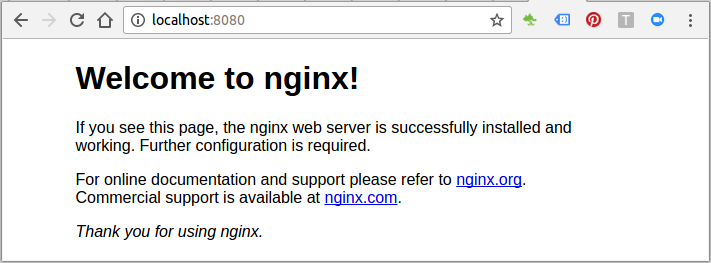 localhost:8080
T
Welcome to nginx!
If you see this page, the nginx web server is successfully installed and
working. Further configuration is required.
For online documentation and support please refer to nginx.org.
Commercial support is available at nginx.com.
Thank you for using nginx.